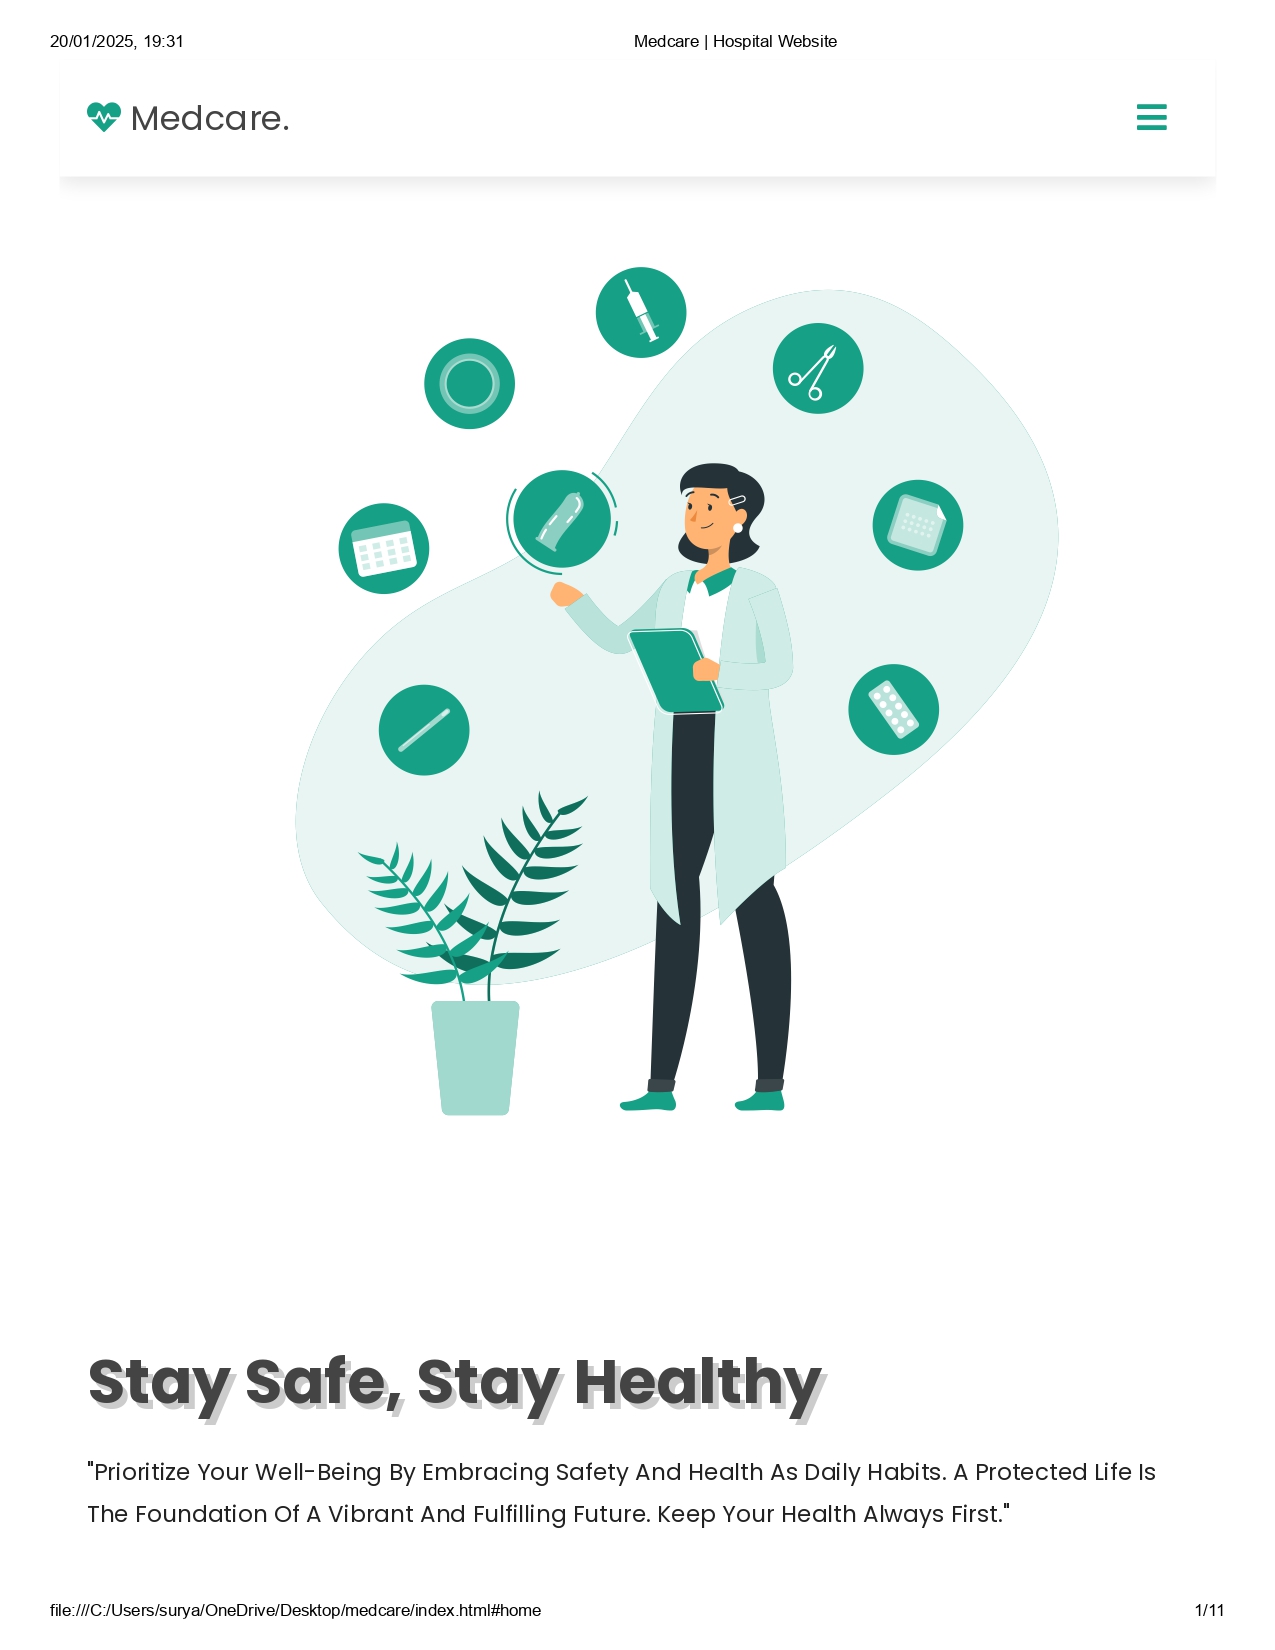 20/01/2025, 19:31 Medcare | Hospital Website
Medcare.
Stay Safe, Stay Healthy
"Prioritize Your Well-Being By Embracing Safety And Health As Daily Habits. A Protected Life Is
The Foundation Of A Vibrant And Fulfilling Future. Keep Your Health Always First."
file:///C:/Users/surya/OneDrive/Desktop/medcare/index.html#home 1/11